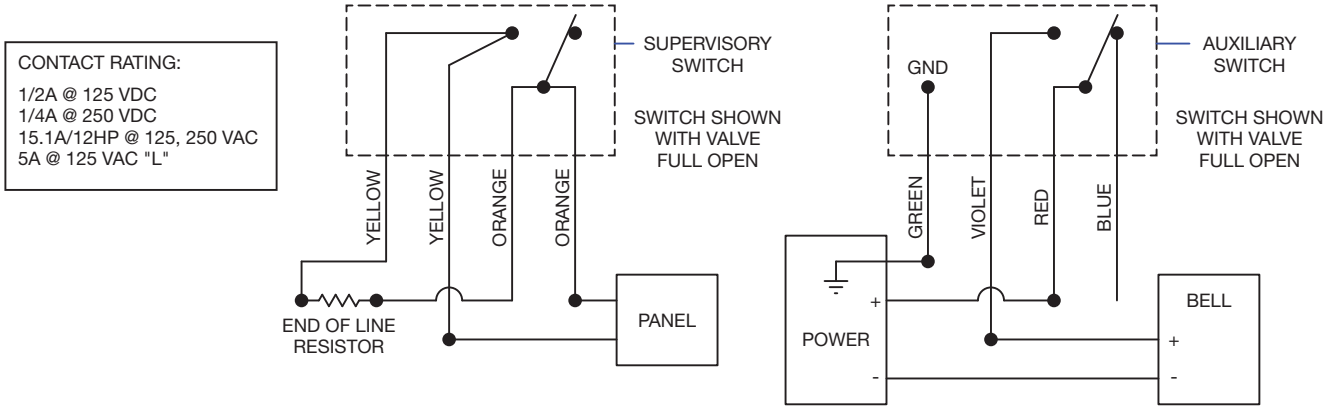 CONTACT RATING:
1/2A @ 125 VDC
1/4A @ 250 VDC
15.1A/12HP @ 125, 250 VAC
5A @ 125 VAC "L"
SUPERVISORY
SWITCH
SWITCH SHOWN
WITH VALVE
FULL OPEN
YELLOW
YELLOW
ORANGE
ORANGE
END OF LINE
RESISTOR
PANEL
GND
AUXILIARY
SWITCH
SWITCH SHOWN
WITH VALVE
FULL OPEN
GREEN
VIOLET
RED
BLUE
POWER
+
-
BELL
+
-